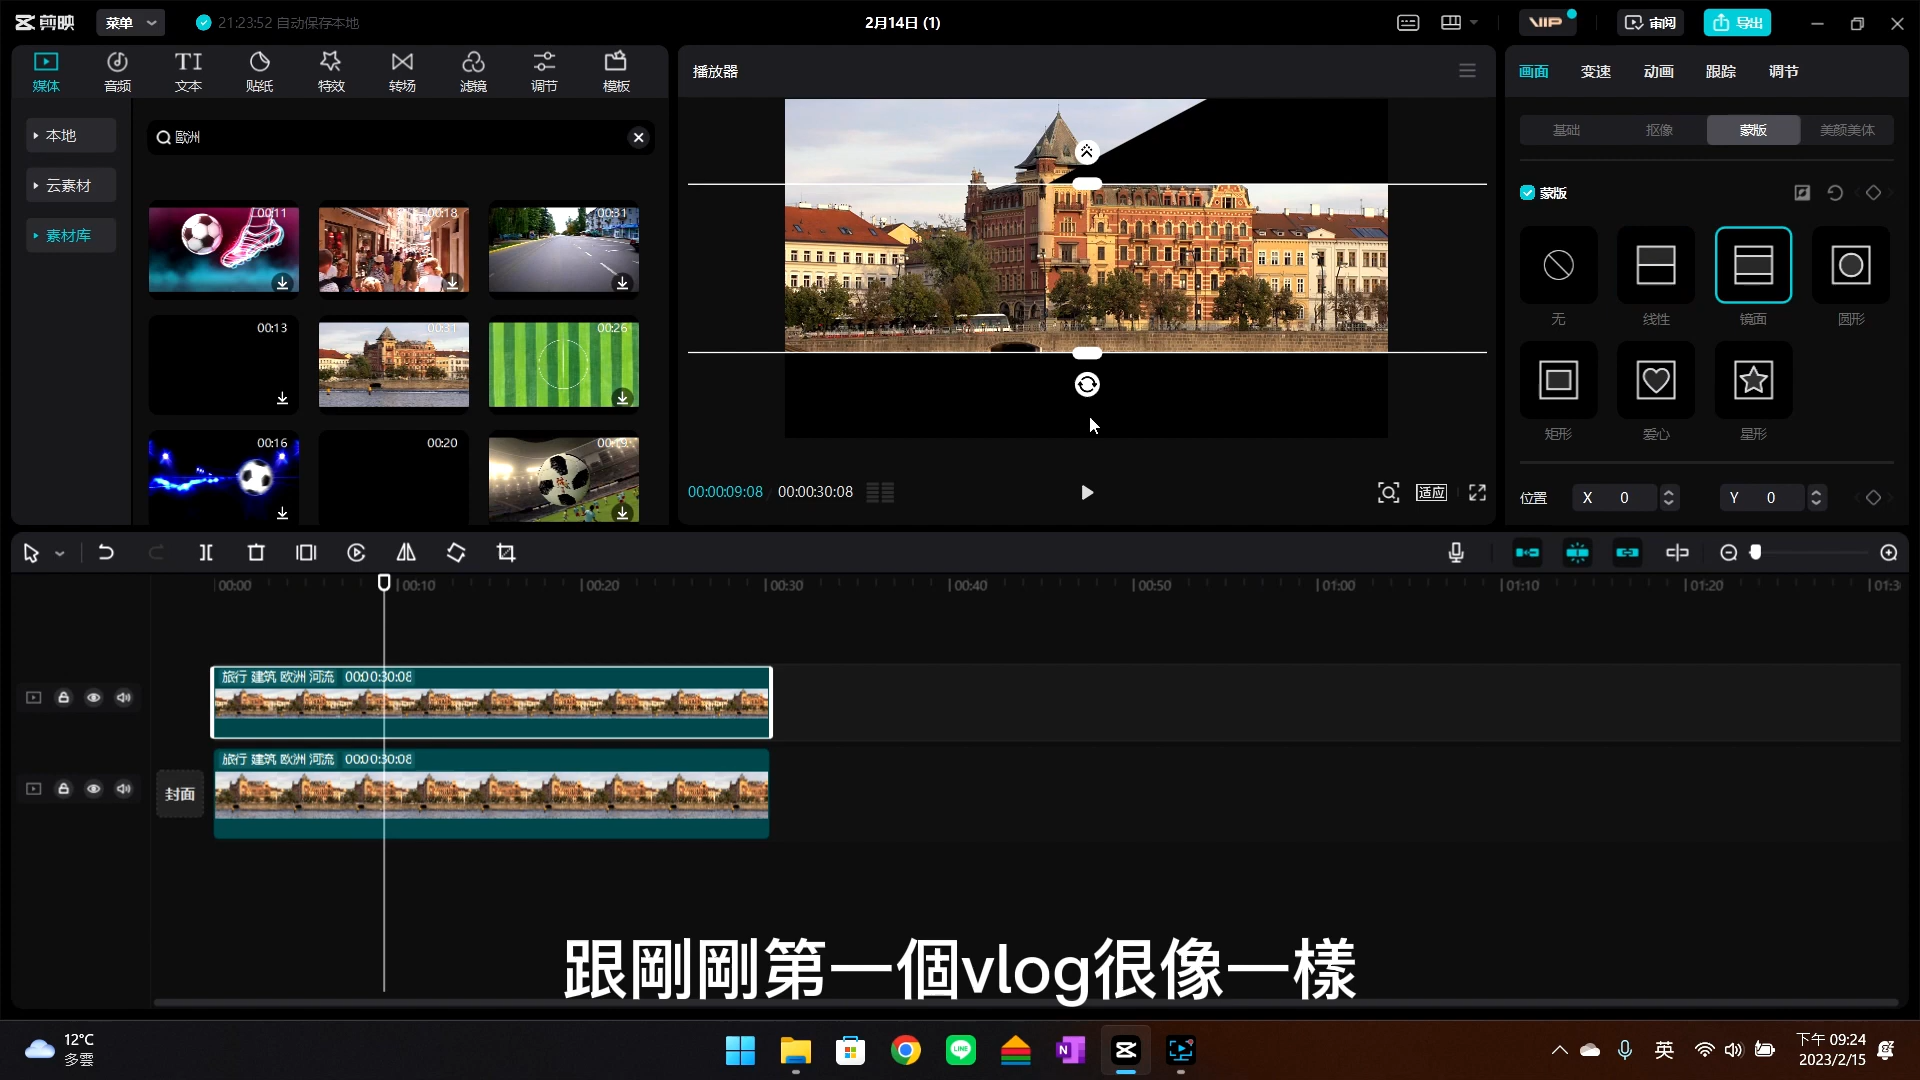 剪映
菜单
21:23:52 自动保存本地
2月14日 (1)
VIP
审阅
导出
媒体
音频
文本
贴纸
特效
转场
滤镜
调节
模板
播放器
画面
变速
动画
跟踪
调节
本地
云素材
素材库
歐洲
00:11
00:18
00:31
00:13
00:31
00:26
00:16
00:20
00:19
基础
抠像
蒙版
美颜美体
蒙版
无
线性
镜面
圆形
矩形
爱心
星形
位置
X 0
Y 0
00:00:09:08
00:00:30:08
适应
00:00
00:10
00:20
00:30
00:40
00:50
01:00
01:10
01:20
01:3
旅行 建筑 欧洲 河流 00:00:30:08
旅行 建筑 欧洲 河流 00:00:30:08
封面
跟剛剛第一個vlog很像一樣
12°C
多雲
LINE
N
英
下午 09:24
2023/2/15